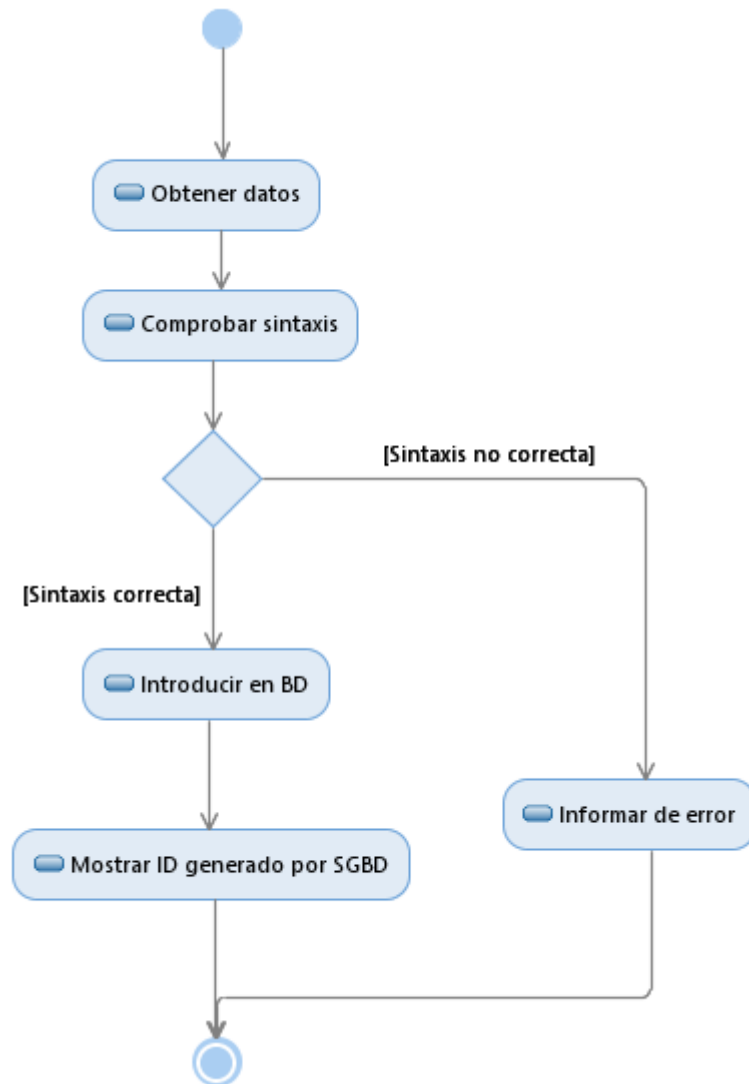 Obtener datos
Comprobar sintaxis
[Sintaxis no correcta]
[Sintaxis correcta]
Introducir en BD
Informar de error
Mostrar ID generado por SGBD